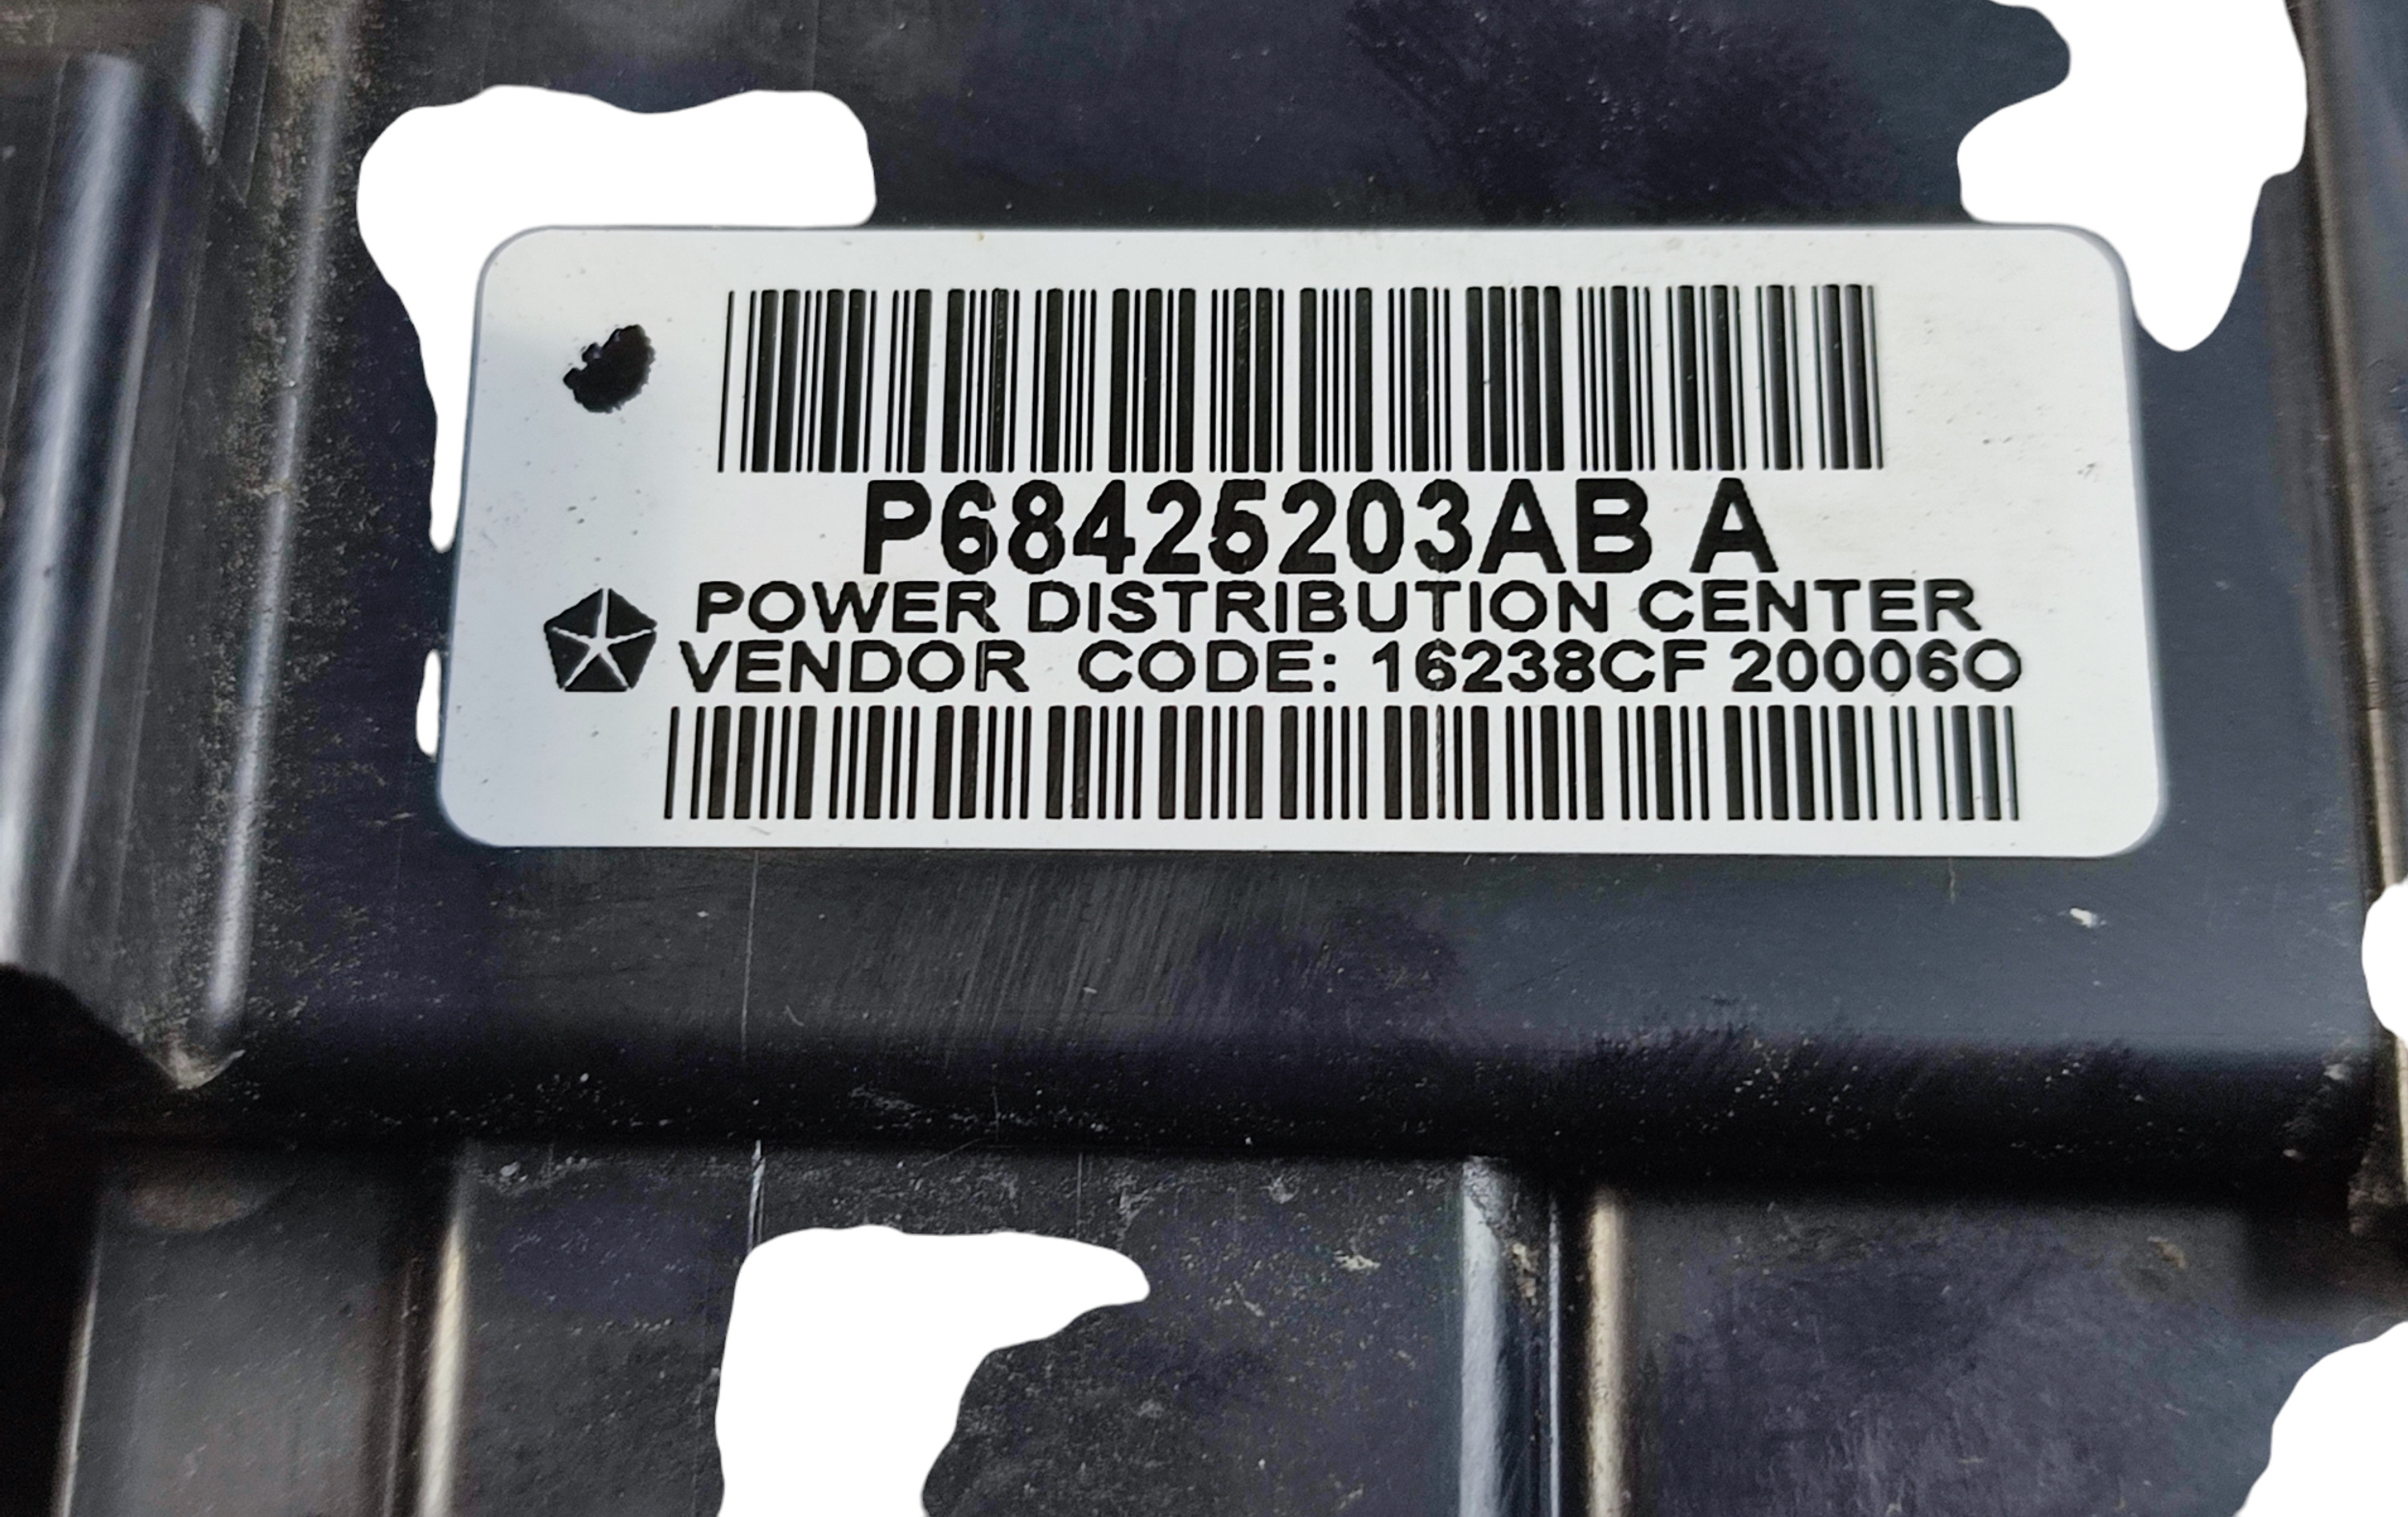 P68425203AB A
POWER DISTRIBUTION CENTER
VENDOR CODE: 16238CF 20006O